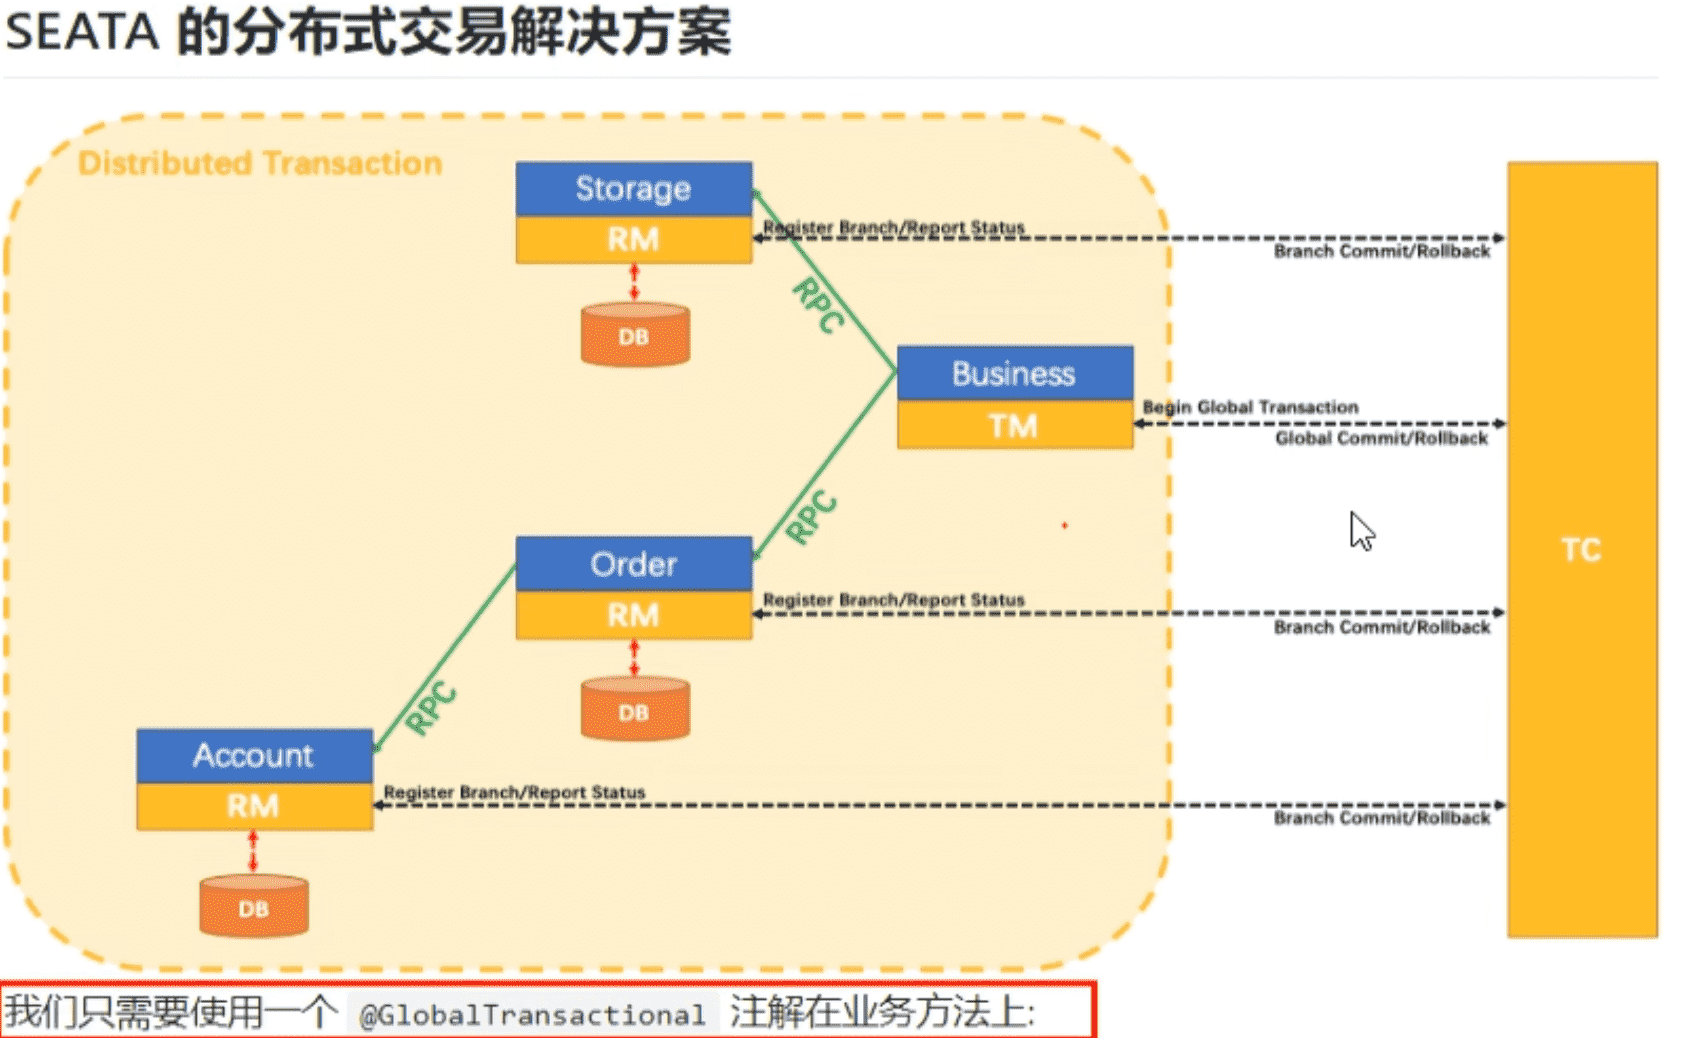 SEATA 的分布式交易解决方案
Distributed Transaction
Storage
RM
Register Branch/Report Status
Branch Commit/Rollback
RPC
DB
Business
TM
Begin Global Transaction
Global Commit/Rollback
TC
RPC
Order
RM
Register Branch/Report Status
Branch Commit/Rollback
RPC
DB
Account
RM
Register Branch/Report Status
Branch Commit/Rollback
DB
我们只需要使用一个 @GlobalTransactional 注解在业务方法上: